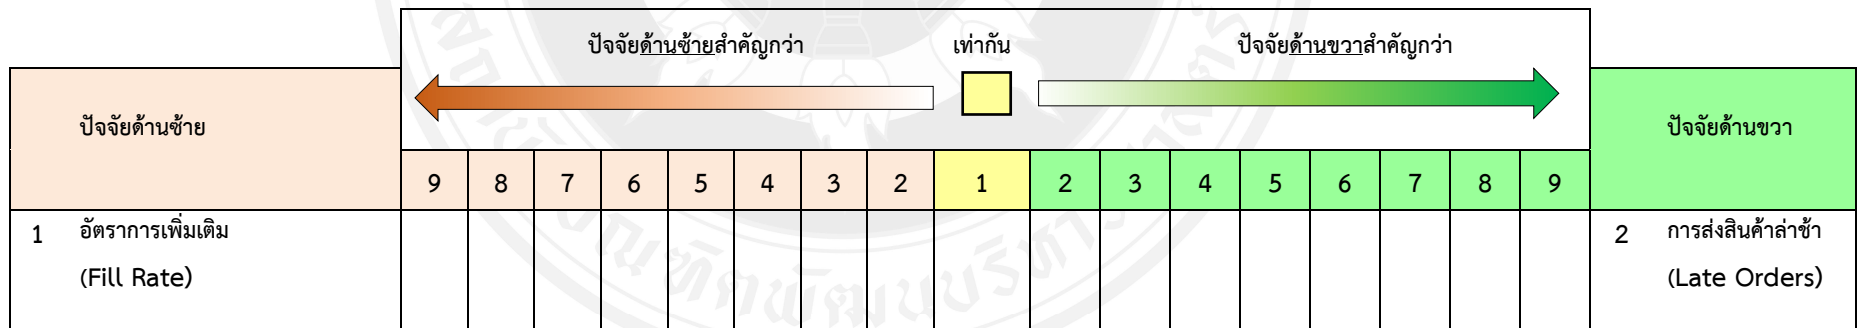 ปัจจัยด้านซ้ายสำคัญกว่า เท่ากัน ปัจจัยด้านขวาสำคัญกว่า
ปัจจัยด้านซ้าย ปัจจัยด้านขวา
9 8 7 6 5 4 3 2 1 2 3 4 5 6 7 8 9
1 อัตราการเพิ่มเติม 2 การส่งสินค้าล่าช้า
(Fill Rate) (Late Orders)